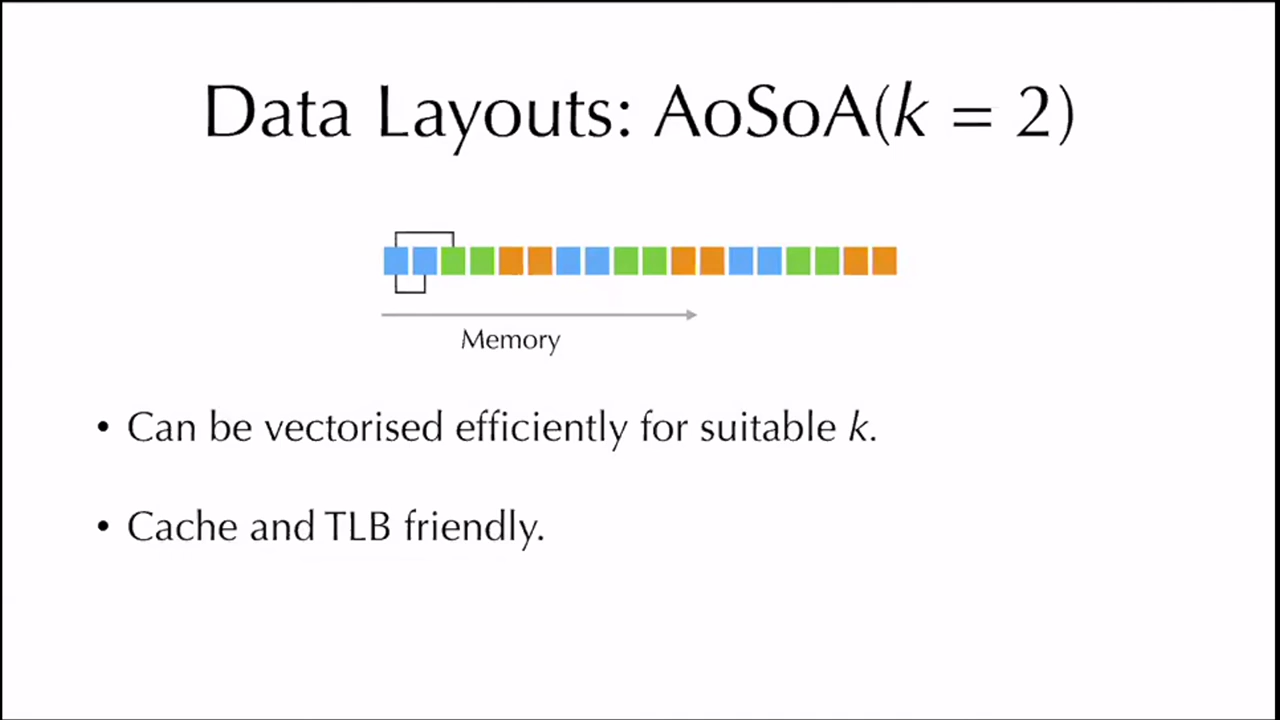 Data Layouts: AoSoA(k = 2)
Memory
• Can be vectorised efficiently for suitable k.
• Cache and TLB friendly.